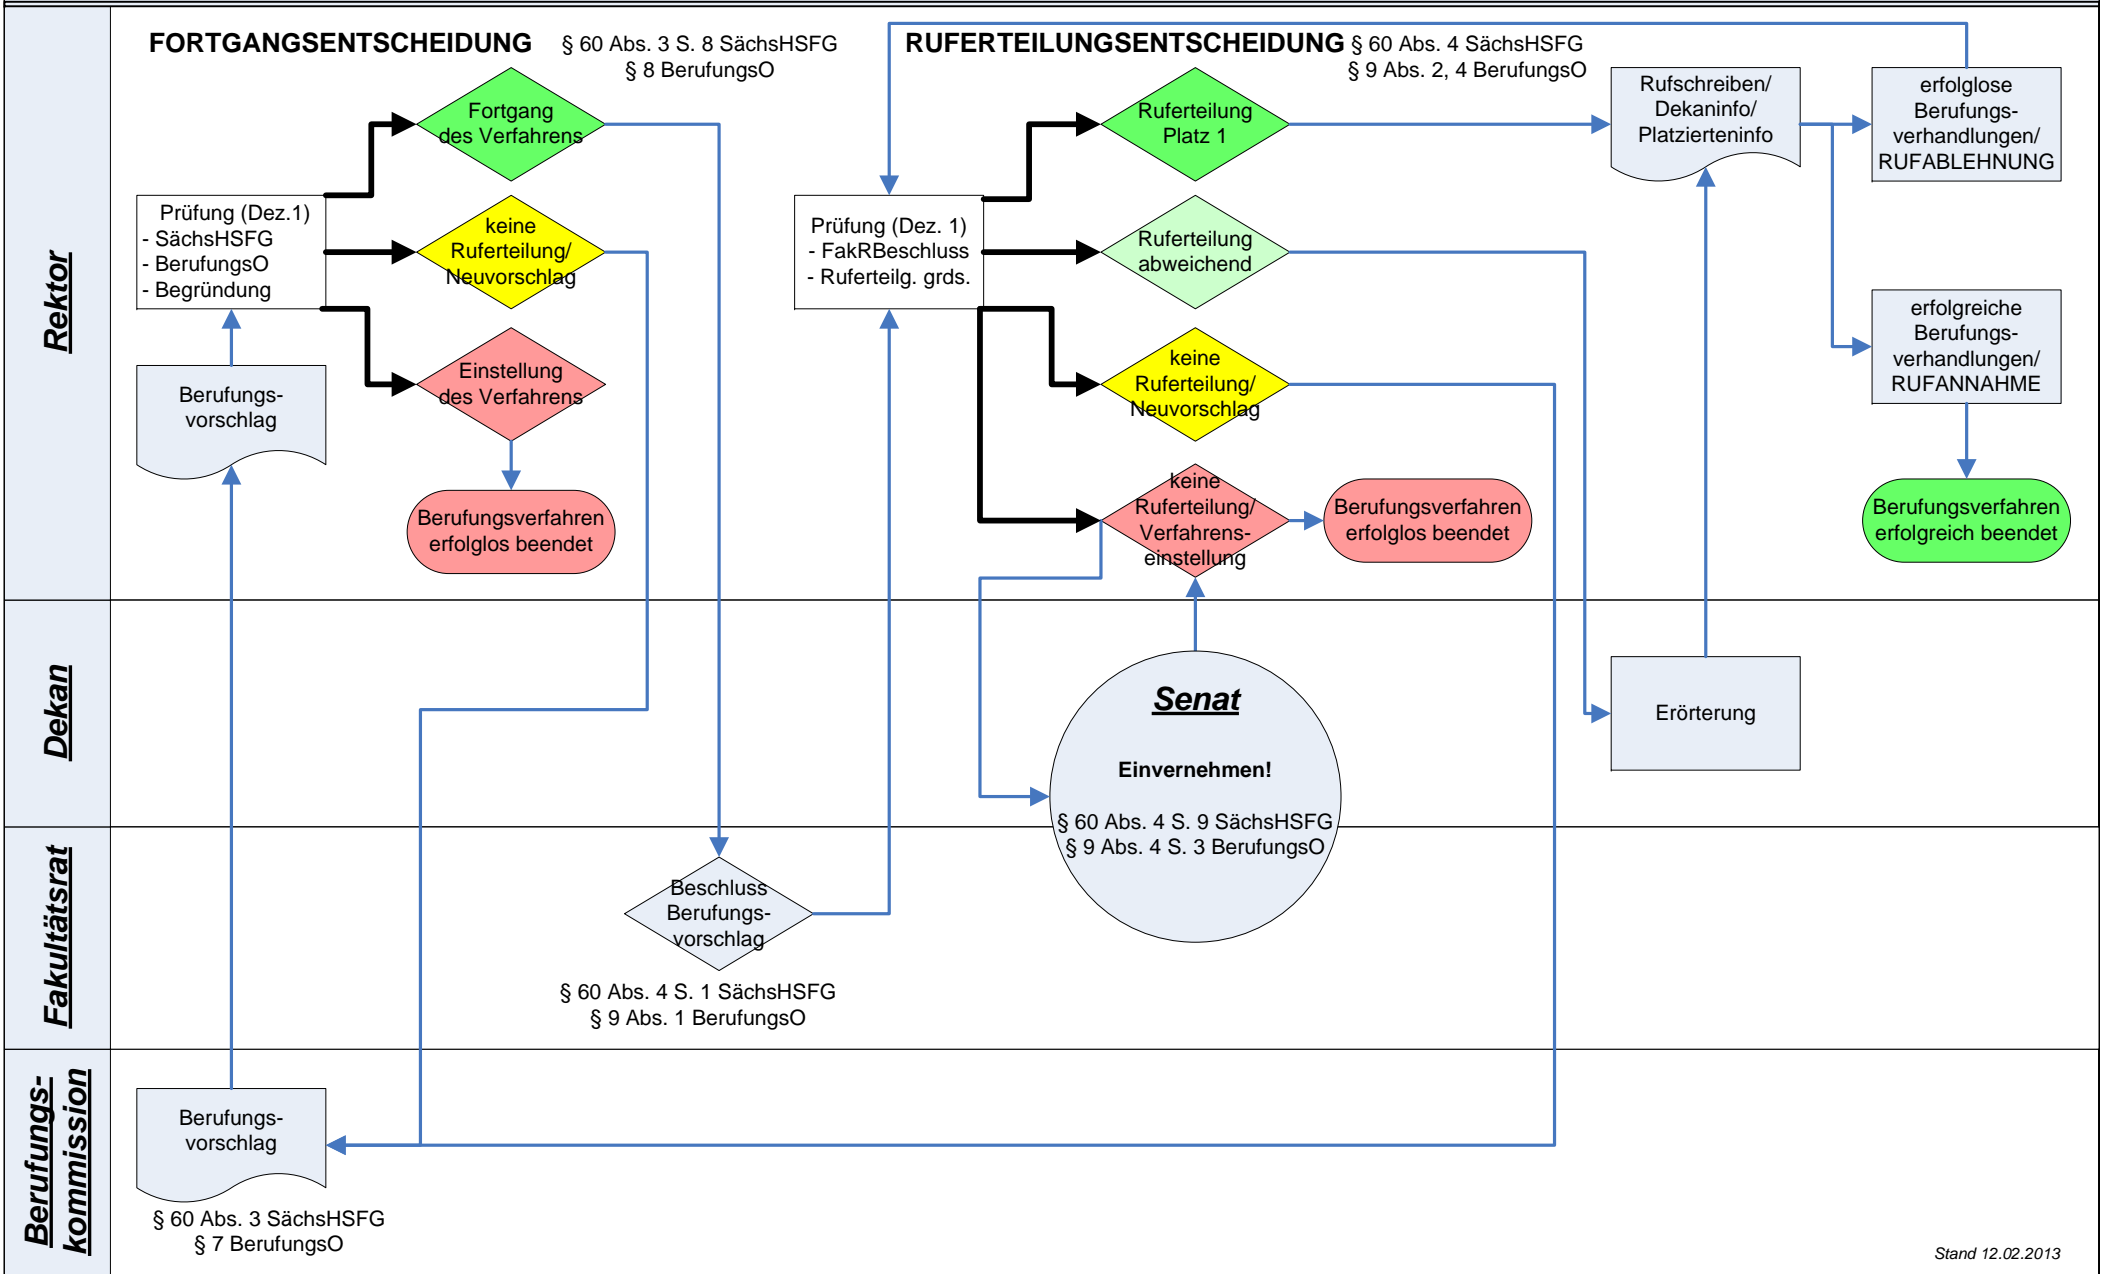 Rektor
FORTGANGSENTSCHEIDUNG
§ 60 Abs. 3 S. 8 SächsHSFG
§ 8 BerufungsO
Fortgang
des Verfahrens
Prüfung (Dez.1)
- SächsHSFG
- BerufungsO
- Begründung
keine
Ruferteilung/
Neuvorschlag
Einstellung
des Verfahrens
Berufungs-
vorschlag
Berufungsverfahren
erfolglos beendet
RUFERTEILUNGSENTSCHEIDUNG
§ 60 Abs. 4 SächsHSFG
§ 9 Abs. 2, 4 BerufungsO
Ruferteilung
Platz 1
Prüfung (Dez. 1)
- FakRBeschluss
- Ruferteilg. grds.
Ruferteilung
abweichend
keine
Ruferteilung/
Neuvorschlag
keine
Ruferteilung/
Verfahrens-
einstellung
Berufungsverfahren
erfolglos beendet
Rufschreiben/
Dekaninfo/
Platzierteninfo
erfolglose
Berufungs-
verhandlungen/
RUFABLEHNUNG
erfolgreiche
Berufungs-
verhandlungen/
RUFANNAHME
Berufungsverfahren
erfolgreich beendet
Dekan
Senat
Einvernehmen!
§ 60 Abs. 4 S. 9 SächsHSFG
§ 9 Abs. 4 S. 3 BerufungsO
Erörterung
Fakultätsrat
Beschluss
Berufungs-
vorschlag
§ 60 Abs. 4 S. 1 SächsHSFG
§ 9 Abs. 1 BerufungsO
Berufungs-
kommission
Berufungs-
vorschlag
§ 60 Abs. 3 SächsHSFG
§ 7 BerufungsO
Stand 12.02.2013